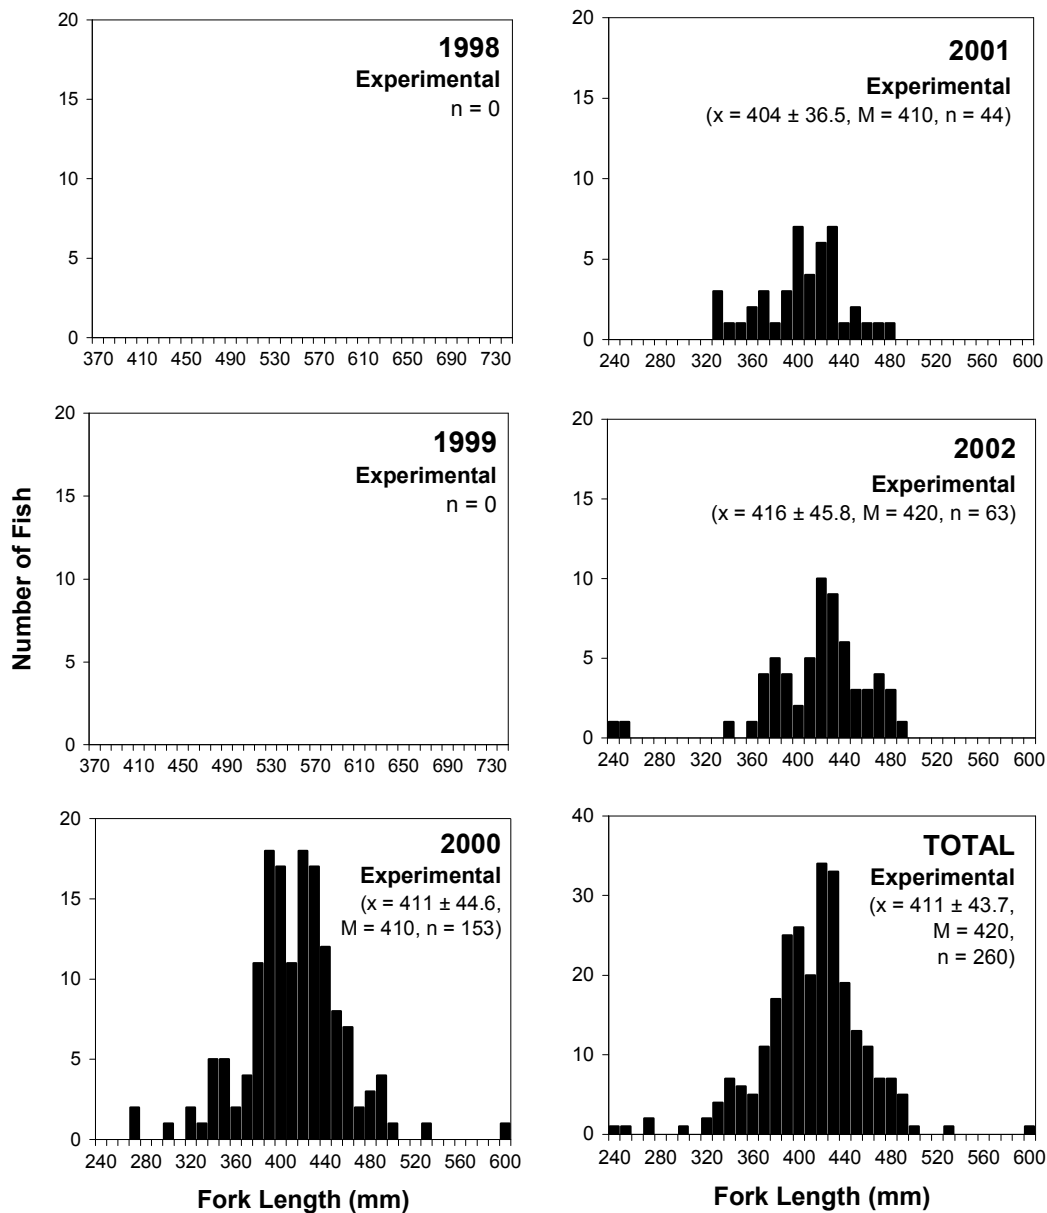 20
15
10
5
0
1998
Experimental
n = 0
370 410 450 490 530 570 610 650 690 730
20
15
10
5
0
2001
Experimental
(x = 404 ± 36.5, M = 410, n = 44)
240 280 320 360 400 440 480 520 560 600
Number of Fish
20
15
10
5
0
1999
Experimental
n = 0
370 410 450 490 530 570 610 650 690 730
20
15
10
5
0
2002
Experimental
(x = 416 ± 45.8, M = 420, n = 63)
240 280 320 360 400 440 480 520 560 600
20
15
10
5
0
2000
Experimental
(x = 411 ± 44.6,
M = 410, n = 153)
240 280 320 360 400 440 480 520 560 600
Fork Length (mm)
40
30
20
10
0
TOTAL
Experimental
(x = 411 ± 43.7,
M = 420,
n = 260)
240 280 320 360 400 440 480 520 560 600
Fork Length (mm)